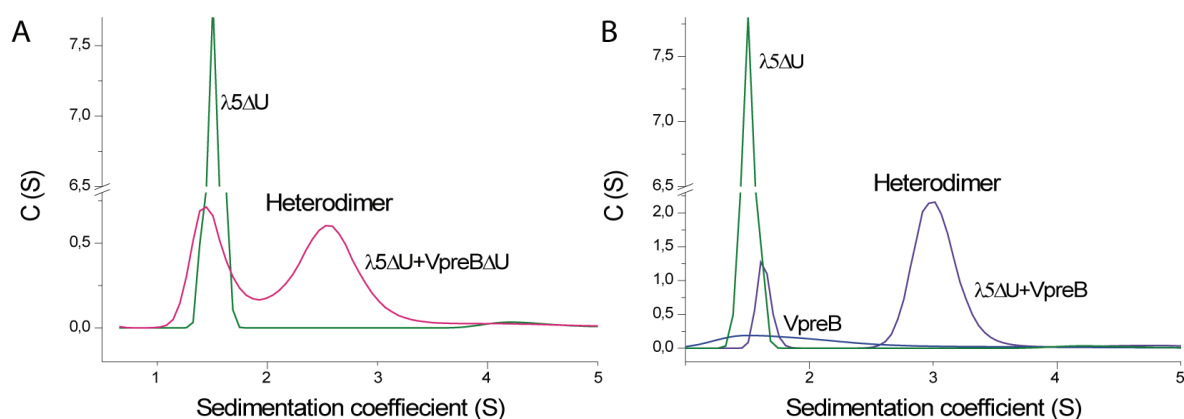 A
C (S)
7,5
7,0
6,5
0,5
0,0
λ5ΔU
Heterodimer
λ5ΔU+VpreBΔU
1 2 3 4 5
Sedimentation coeffiecient (S)
B
C (S)
7,5
7,0
6,5
2,0
1,5
1,0
0,5
0,0
λ5ΔU
Heterodimer
λ5ΔU+VpreB
VpreB
2 3 4 5
Sedimentation coefficient (S)